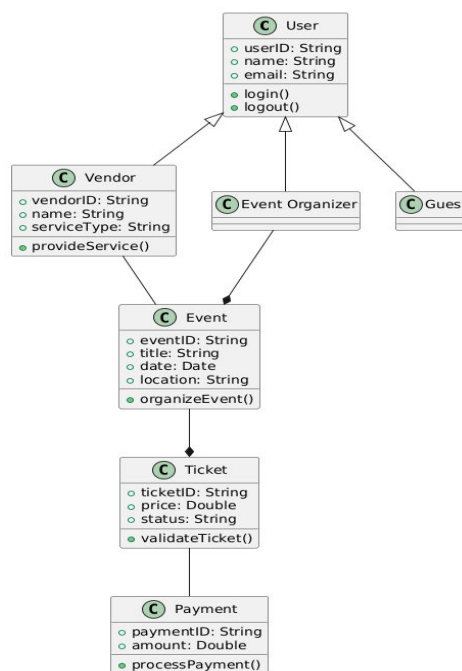 C User
userID: String
name: String
email: String
login()
logout()
C Vendor
vendorID: String
name: String
serviceType: String
provideService()
C Event Organizer
C Gues
C Event
eventID: String
title: String
date: Date
location: String
organizeEvent()
C Ticket
ticketID: String
price: Double
status: String
validateTicket()
C Payment
paymentID: String
amount: Double
processPayment()